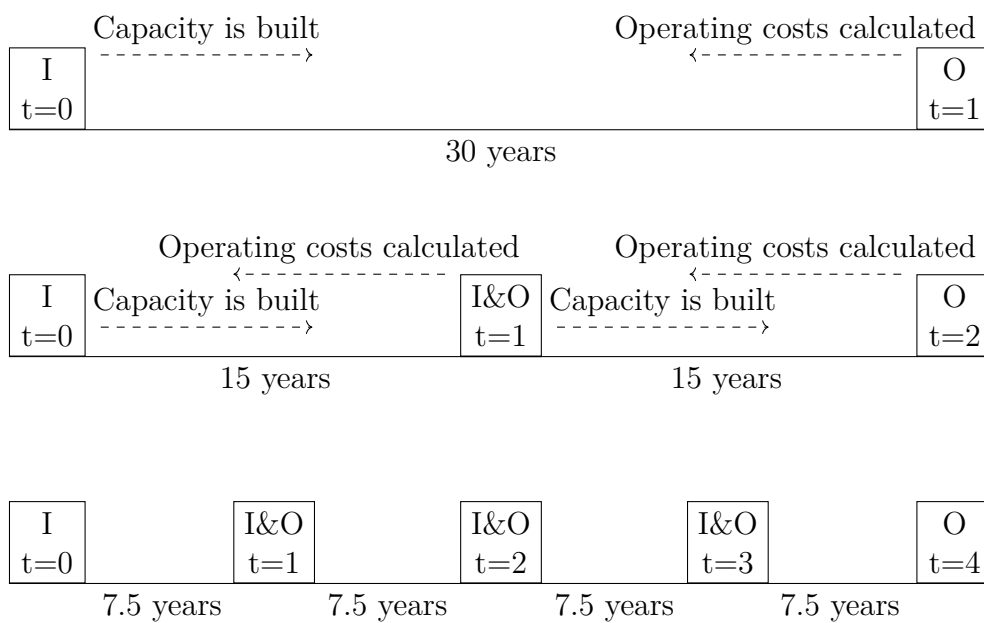 Capacity is built
Operating costs calculated
I
t=0
O
t=1
30 years
Operating costs calculated
Operating costs calculated
I
t=0
Capacity is built
I&O
t=1
Capacity is built
O
t=2
15 years
15 years
I
t=0
I&O
t=1
I&O
t=2
I&O
t=3
O
t=4
7.5 years
7.5 years
7.5 years
7.5 years